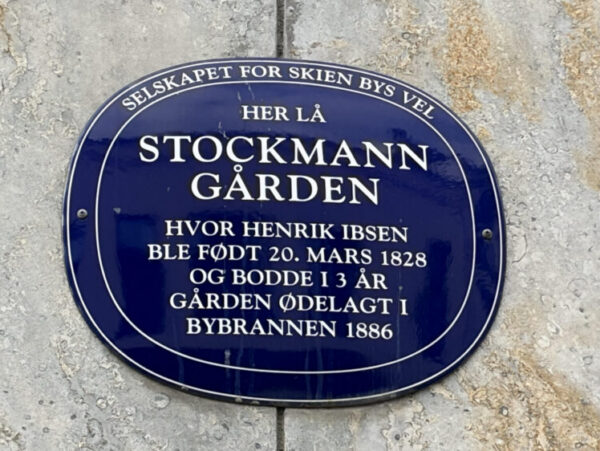 SELSKAPET FOR SKIEN BYS VEL
HER LÅ
STOCKMANN
GÅRDEN
HVOR HENRIK IBSEN
BLE FØDT 20. MARS 1828
OG BODDE I 3 ÅR
GÅRDEN ØDELAGT I
BYBRANNEN 1886